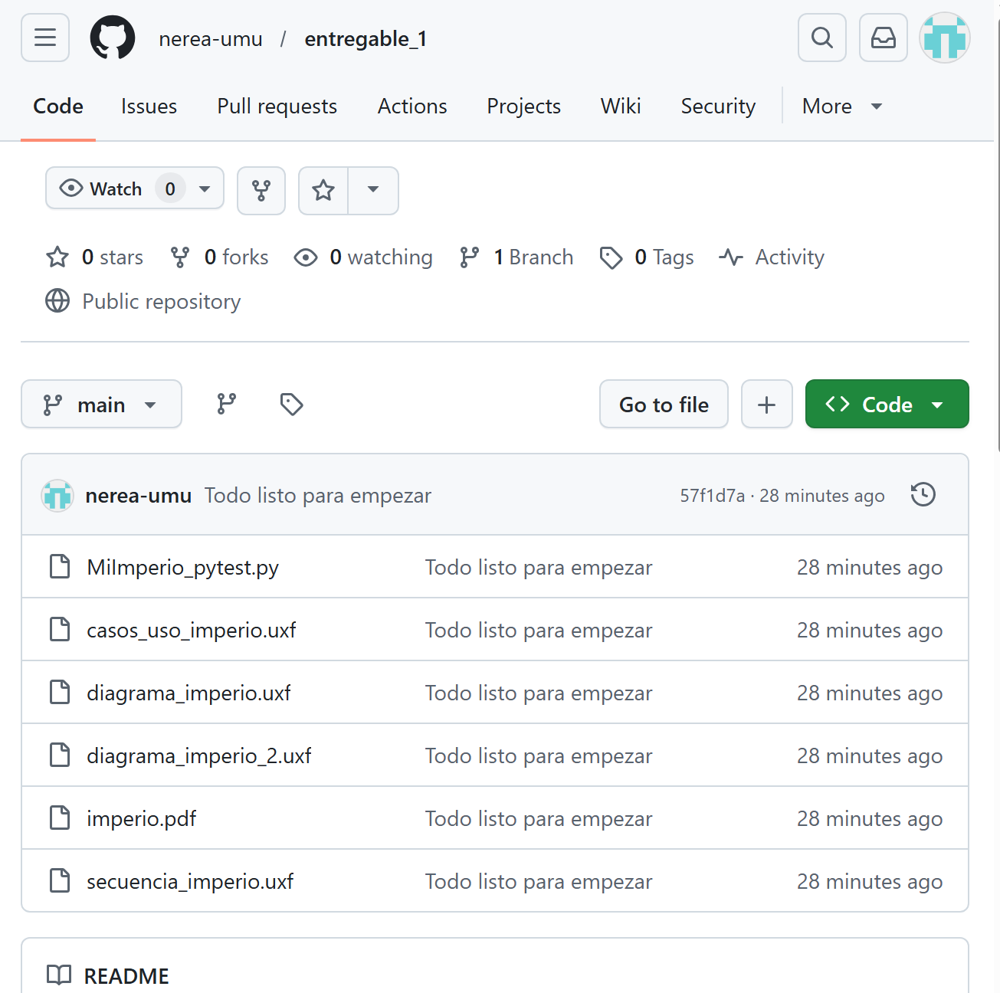 nerea-umu / entregable_1
Code Issues Pull requests Actions Projects Wiki Security More
Watch 0
0 stars 0 forks 0 watching 1 Branch 0 Tags Activity
Public repository
main Go to file Code
nerea-umu Todo listo para empezar 57f1d7a · 28 minutes ago
MiImperio_pytest.py Todo listo para empezar 28 minutes ago
casos_uso_imperio.uxf Todo listo para empezar 28 minutes ago
diagrama_imperio.uxf Todo listo para empezar 28 minutes ago
diagrama_imperio_2.uxf Todo listo para empezar 28 minutes ago
imperio.pdf Todo listo para empezar 28 minutes ago
secuencia_imperio.uxf Todo listo para empezar 28 minutes ago
README